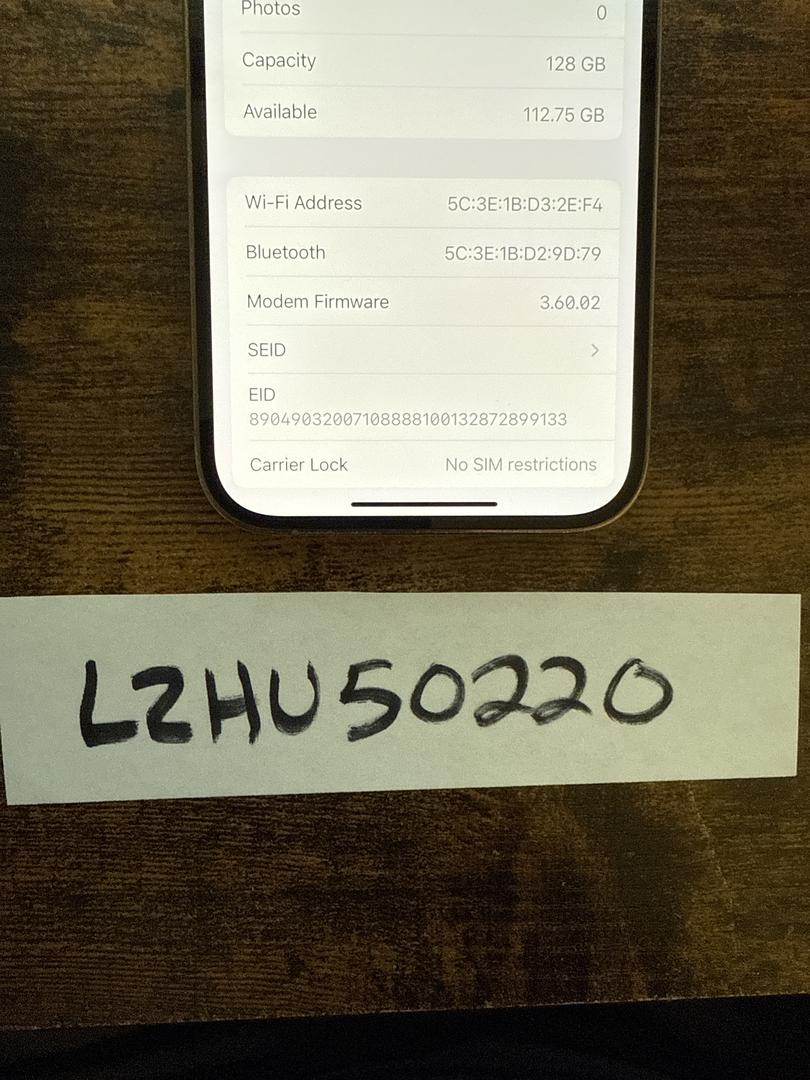 Photos 0
Capacity 128 GB
Available 112.75 GB
Wi-Fi Address 5C:3E:1B:D3:2E:F4
Bluetooth 5C:3E:1B:D2:9D:79
Modem Firmware 3.60.02
SEID
EID
89049032007108888100132872899133
Carrier Lock No SIM restrictions
LZHU50220